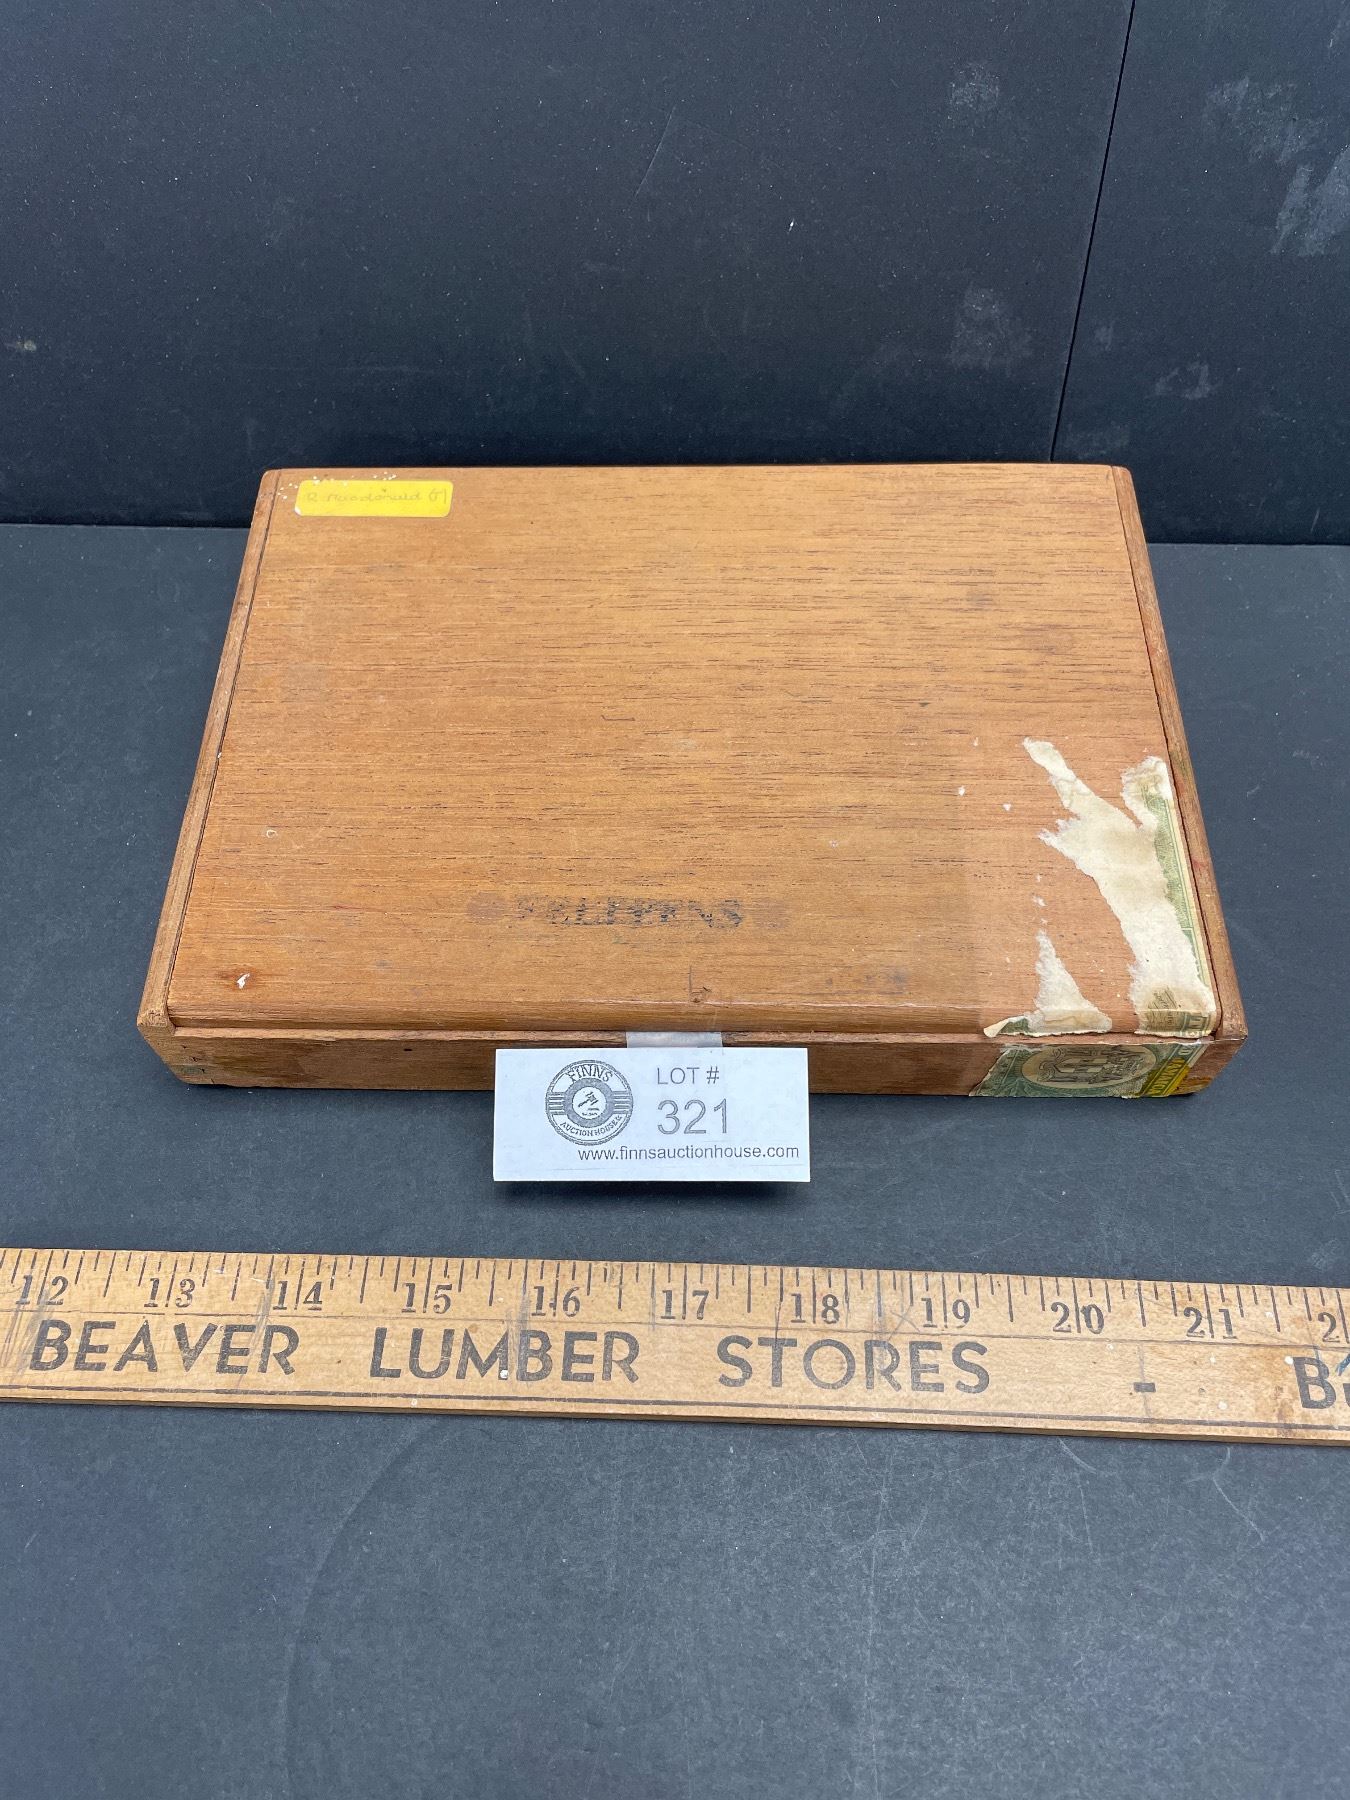 R. Macdonald
FINNS
AUCTION HOUSE
LOT #
321
www.finnsauctionhouse.com
12 13 14 15 16 17 18 19 20 21
BEAVER LUMBER STORES - B